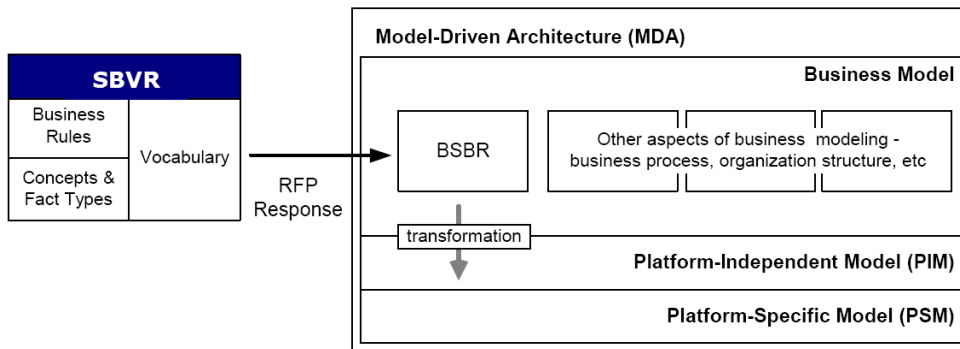 SBVR
Business
Rules
Concepts &
Fact Types
Vocabulary
RFP
Response
Model-Driven Architecture (MDA)
Business Model
BSBR
Other aspects of business modeling -
business process, organization structure, etc
transformation
Platform-Independent Model (PIM)
Platform-Specific Model (PSM)